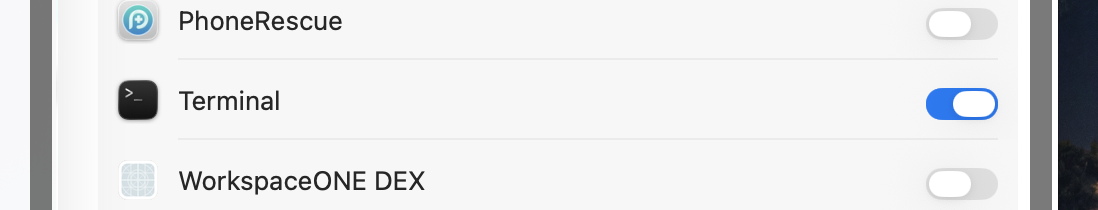 PhoneRescue
>_
Terminal
WorkspaceONE DEX